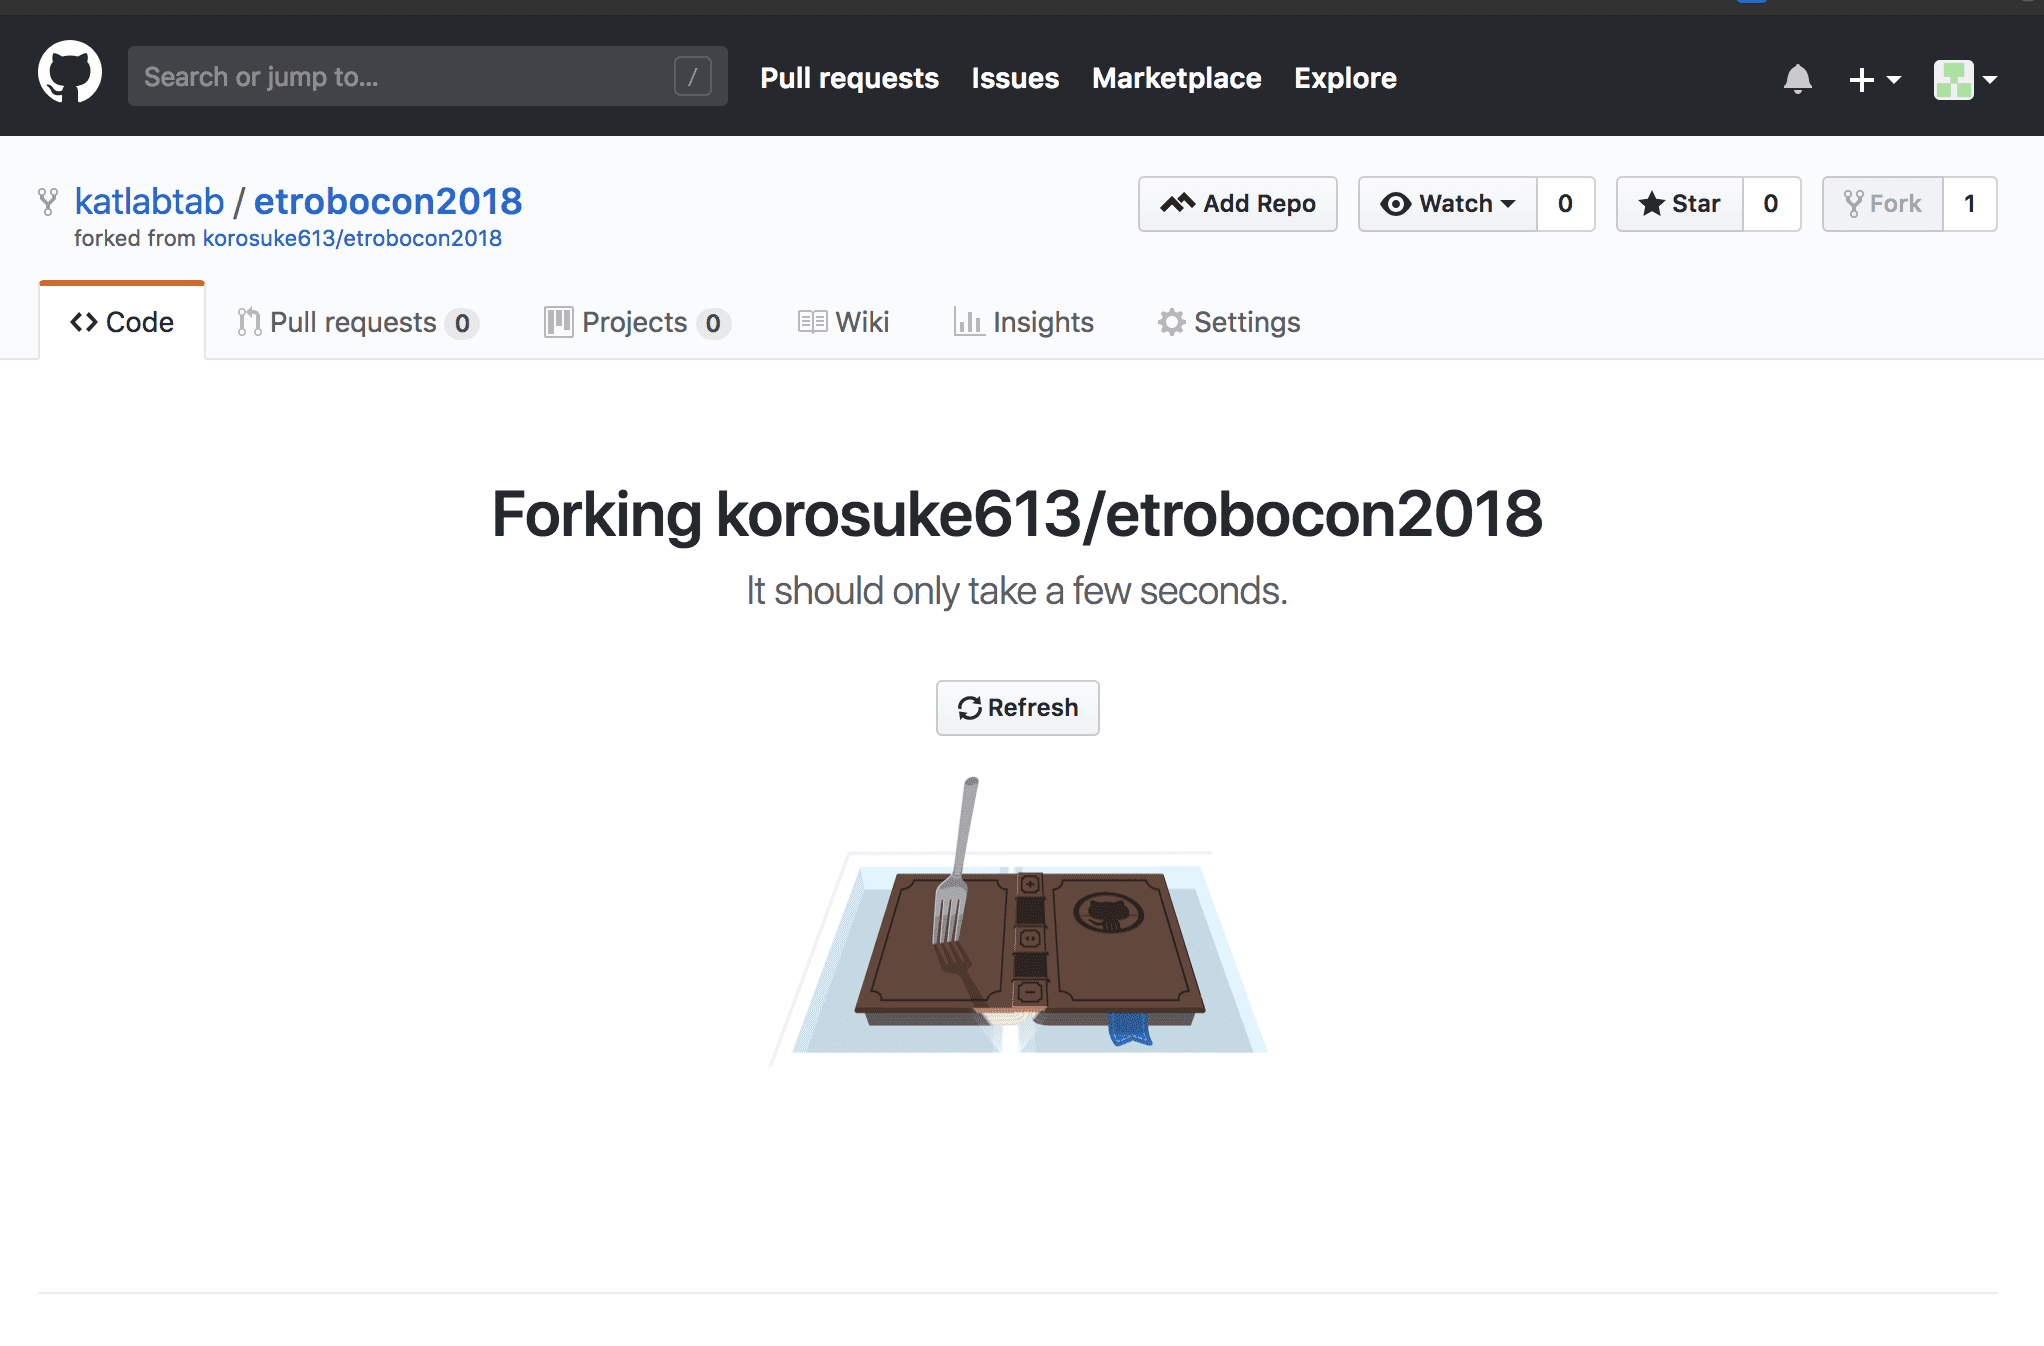 Search or jump to... /
Pull requests Issues Marketplace Explore
katlabtab / etrobocon2018
forked from korosuke613/etrobocon2018
Add Repo Watch 0 Star 0 Fork 1
Code Pull requests 0 Projects 0 Wiki Insights Settings
Forking korosuke613/etrobocon2018
It should only take a few seconds.
Refresh